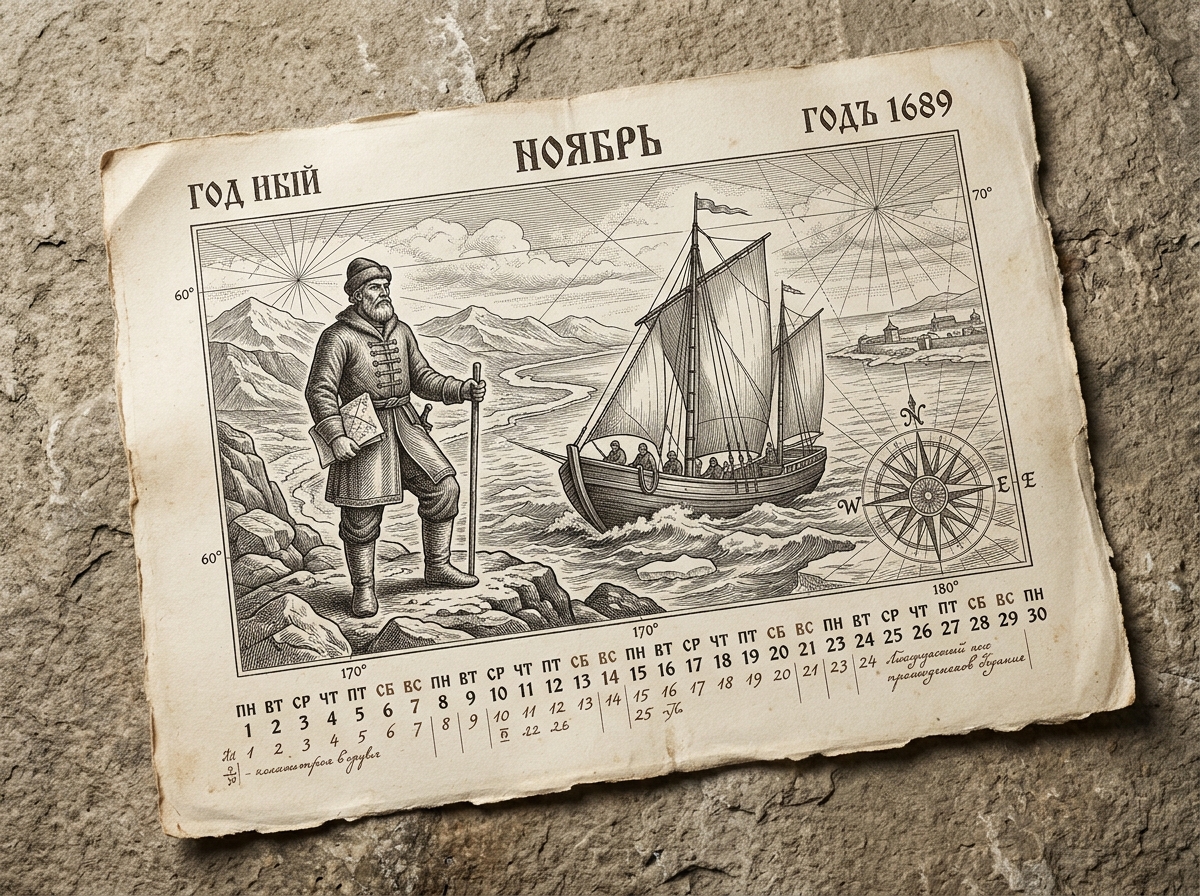 ГОД НЫЙ
НОЯБРЬ
ГОДЪ 1689
70°
60°
N
W
E E
60°
180°
170°
170°
ПН ВТ СР ЧТ ПТ СБ ВС ПН ВТ СР ЧТ ПТ СБ ВС ПН ВТ СР ЧТ ПТ СБ ВС ПН ВТ СР ЧТ ПТ СБ ВС ПН
1 2 3 4 5 6 7 8 9 10 11 12 13 14 15 16 17 18 19 20 21 23 24 25 26 27 28 29 30
1 2 3 4 5 6 7 8 9 10 11 12 13 14 15 16 17 18 19 20 21 23 24
22 26
25